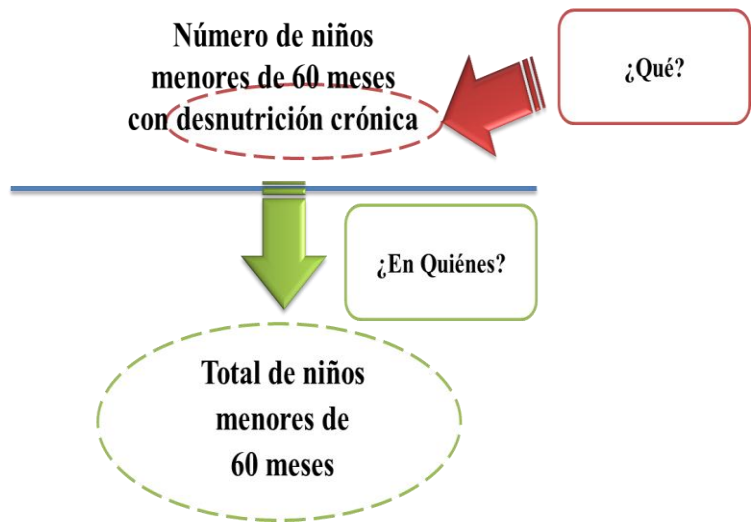 Número de niños
menores de 60 meses
con desnutrición crónica
¿Qué?
¿En Quiénes?
Total de niños
menores de
60 meses